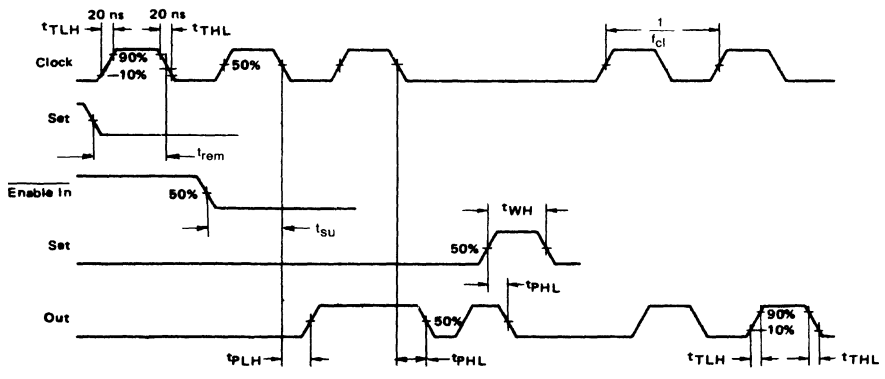 20 ns 20 ns
tTLH tTHL
1
fcl
Clock 90% 50%
10%
Set
trem
Enable In
50%
tsu
tWH
Set 50%
tPHL
Out 50% 90%
10%
tPLH tPHL tTLH tTHL